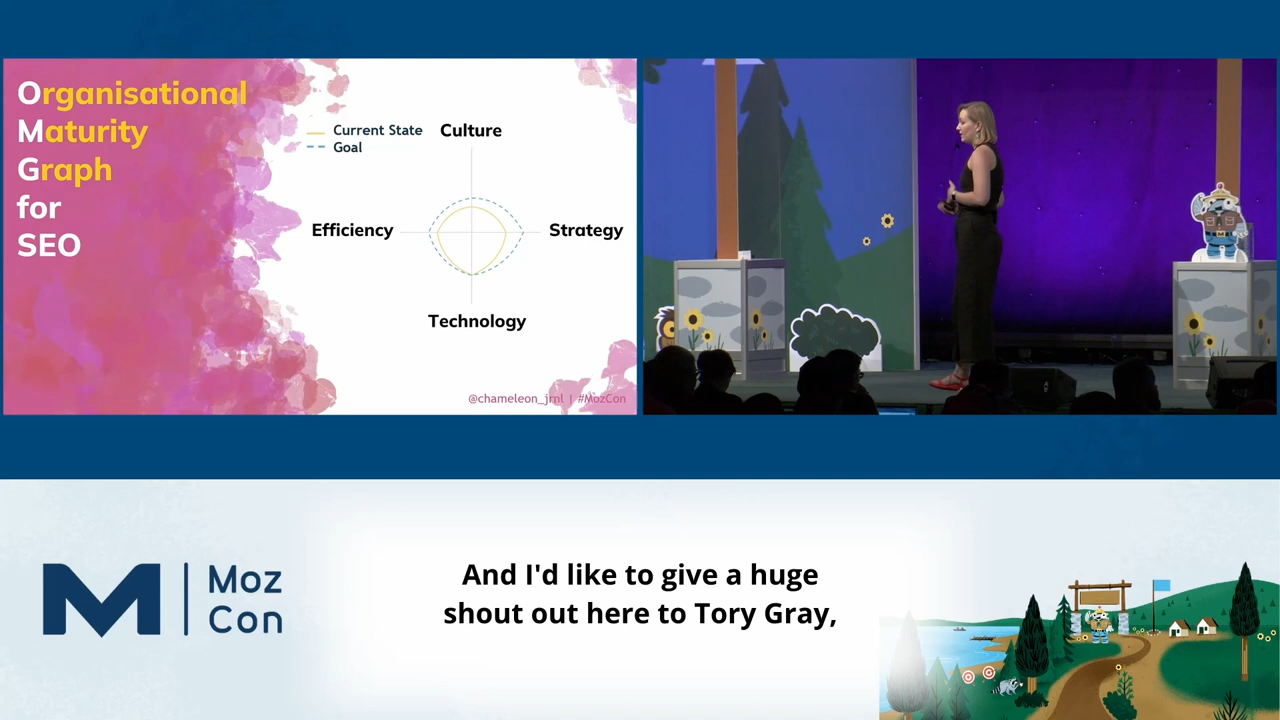 Organisational
Maturity
Graph
for
SEO
Current State
Goal
Culture
Efficiency
Strategy
Technology
@chameleon_jrnl | #MozCon
Moz
Con
And I'd like to give a huge
shout out here to Tory Gray,